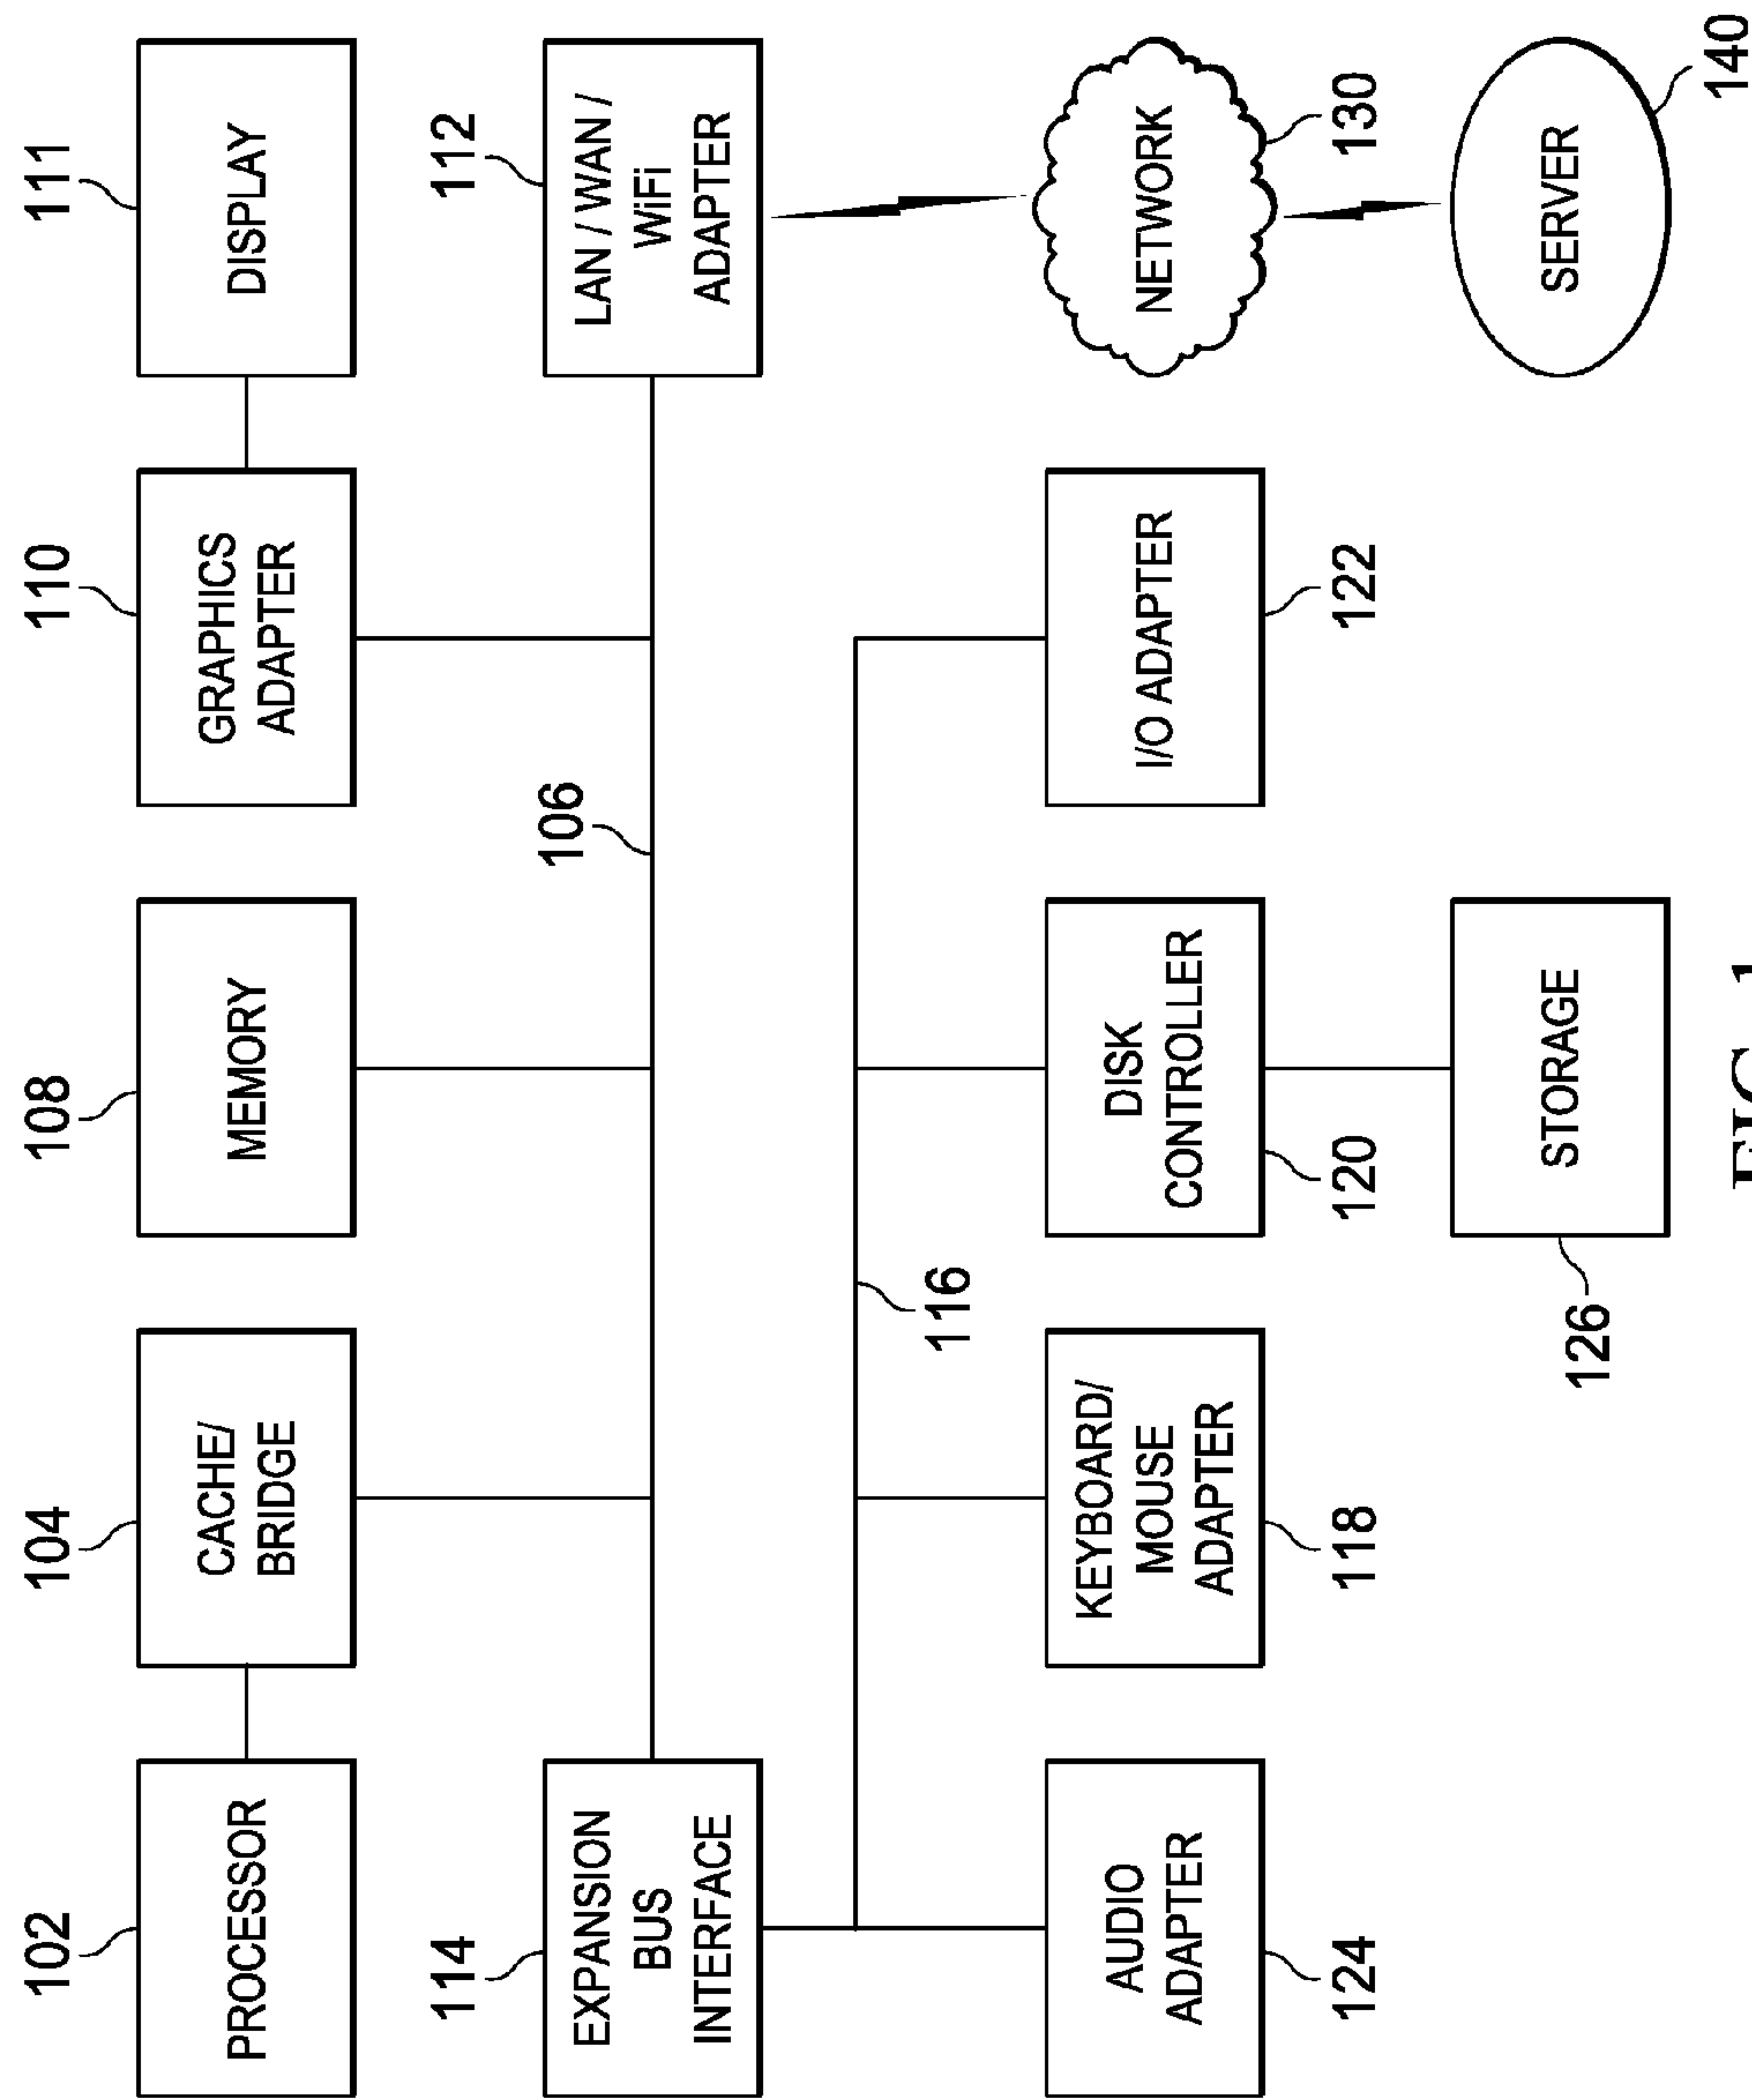 102
104
108
110
111
PROCESSOR
CACHE/
BRIDGE
MEMORY
GRAPHICS
ADAPTER
DISPLAY
114
106
112
EXPANSION
BUS
INTERFACE
LAN / WAN /
WiFi
ADAPTER
116
AUDIO
ADAPTER
KEYBOARD/
MOUSE
ADAPTER
DISK
CONTROLLER
I/O ADAPTER
NETWORK
124
118
120
122
130
126
STORAGE
SERVER
140
FIG. 1